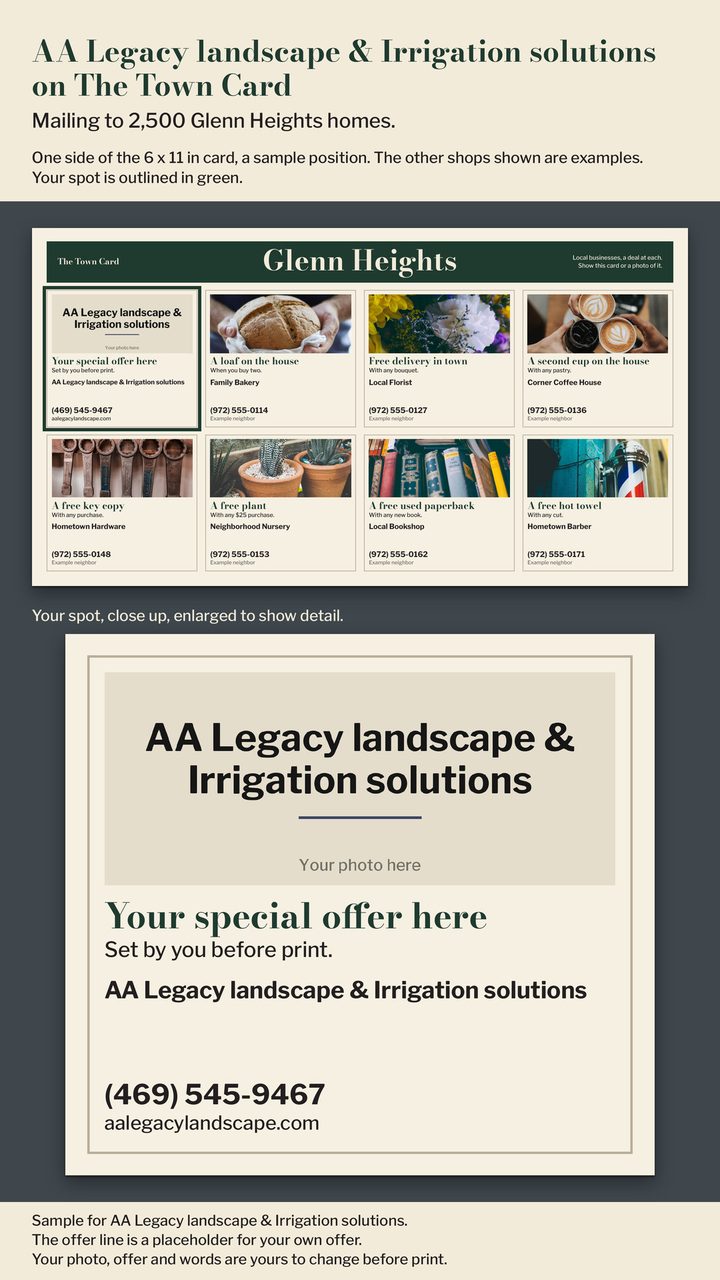 AA Legacy landscape & Irrigation solutions
on The Town Card
Mailing to 2,500 Glenn Heights homes.
One side of the 6 x 11 in card, a sample position. The other shops shown are examples.
Your spot is outlined in green.
The Town Card
Glenn Heights
Local businesses, a deal at each.
Show this card or a photo of it.
AA Legacy landscape &
Irrigation solutions
Your photo here
Your special offer here
Set by you before print.
AA Legacy landscape & Irrigation solutions
(469) 545-9467
aalegacylandscape.com
A loaf on the house
When you buy two.
Family Bakery
(972) 555-0114
Example neighbor
Free delivery in town
With any bouquet.
Local Florist
(972) 555-0127
Example neighbor
A second cup on the house
With any pastry.
Corner Coffee House
(972) 555-0136
Example neighbor
A free key copy
With any purchase.
Hometown Hardware
(972) 555-0148
Example neighbor
A free plant
With any $25 purchase.
Neighborhood Nursery
(972) 555-0153
Example neighbor
A free used paperback
With any new book.
Local Bookshop
(972) 555-0162
Example neighbor
A free hot towel
With any cut.
Hometown Barber
(972) 555-0171
Example neighbor
Your spot, close up, enlarged to show detail.
AA Legacy landscape &
Irrigation solutions
Your photo here
Your special offer here
Set by you before print.
AA Legacy landscape & Irrigation solutions
(469) 545-9467
aalegacylandscape.com
Sample for AA Legacy landscape & Irrigation solutions.
The offer line is a placeholder for your own offer.
Your photo, offer and words are yours to change before print.